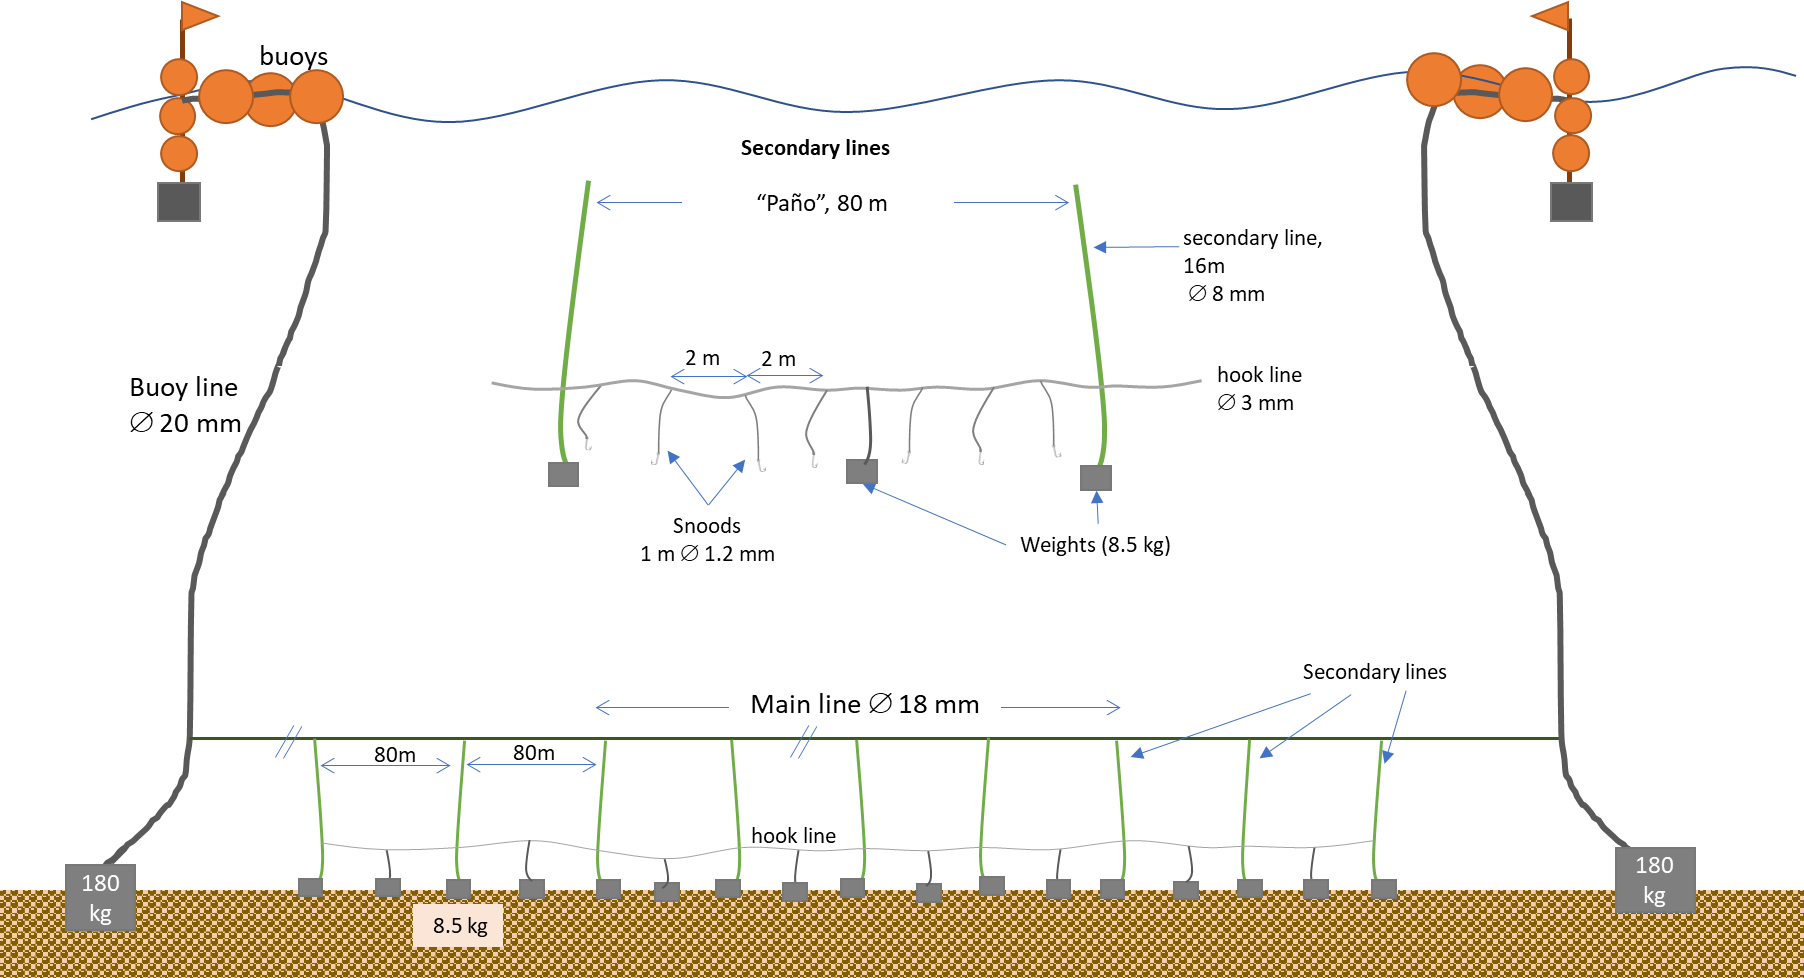 buoys
Secondary lines
“Paño”, 80 m
secondary line,
16m
∅ 8 mm
2 m
2 m
hook line
∅ 3 mm
Buoy line
∅ 20 mm
Snoods
1 m ∅ 1.2 mm
Weights (8.5 kg)
Secondary lines
Main line ∅ 18 mm
80m
80m
hook line
180
kg
180
kg
8.5 kg